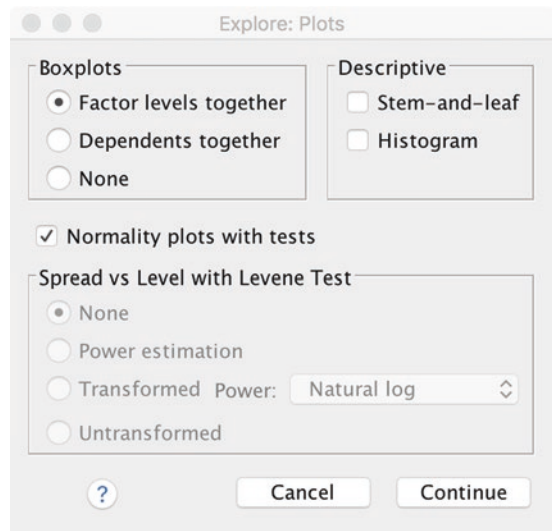 Explore: Plots
Boxplots
Factor levels together
Dependents together
None
Descriptive
Stem-and-leaf
Histogram
Normality plots with tests
Spread vs Level with Levene Test
None
Power estimation
Transformed Power: Natural log
Untransformed
? Cancel Continue